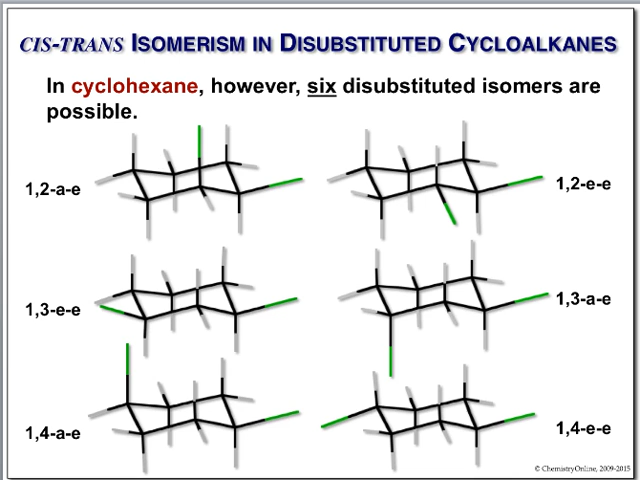 CIS-TRANS ISOMERISM IN DISUBSTITUTED CYCLOALKANES
In cyclohexane, however, six disubstituted isomers are
possible.
1,2-a-e
1,2-e-e
1,3-e-e
1,3-a-e
1,4-a-e
1,4-e-e
© ChemistryOnline, 2009-2015